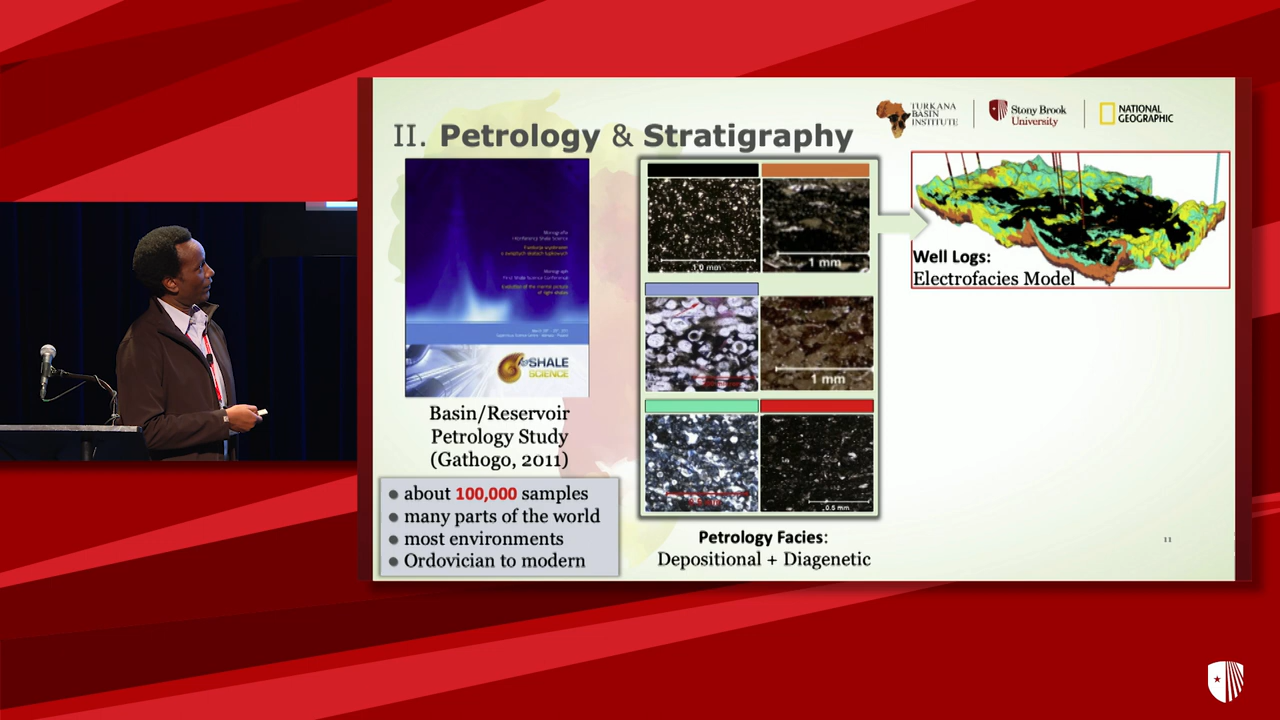 II. Petrology & Stratigraphy
TURKANA
BASIN
INSTITUTE
Stony Brook
University
NATIONAL
GEOGRAPHIC
SHALE
SCIENCE
Basin/Reservoir
Petrology Study
(Gathogo, 2011)
about 100,000 samples
many parts of the world
most environments
Ordovician to modern
1.0 mm
1 mm
1 mm
0.5 mm
Petrology Facies:
Depositional + Diagenetic
Well Logs:
Electrofacies Model
11